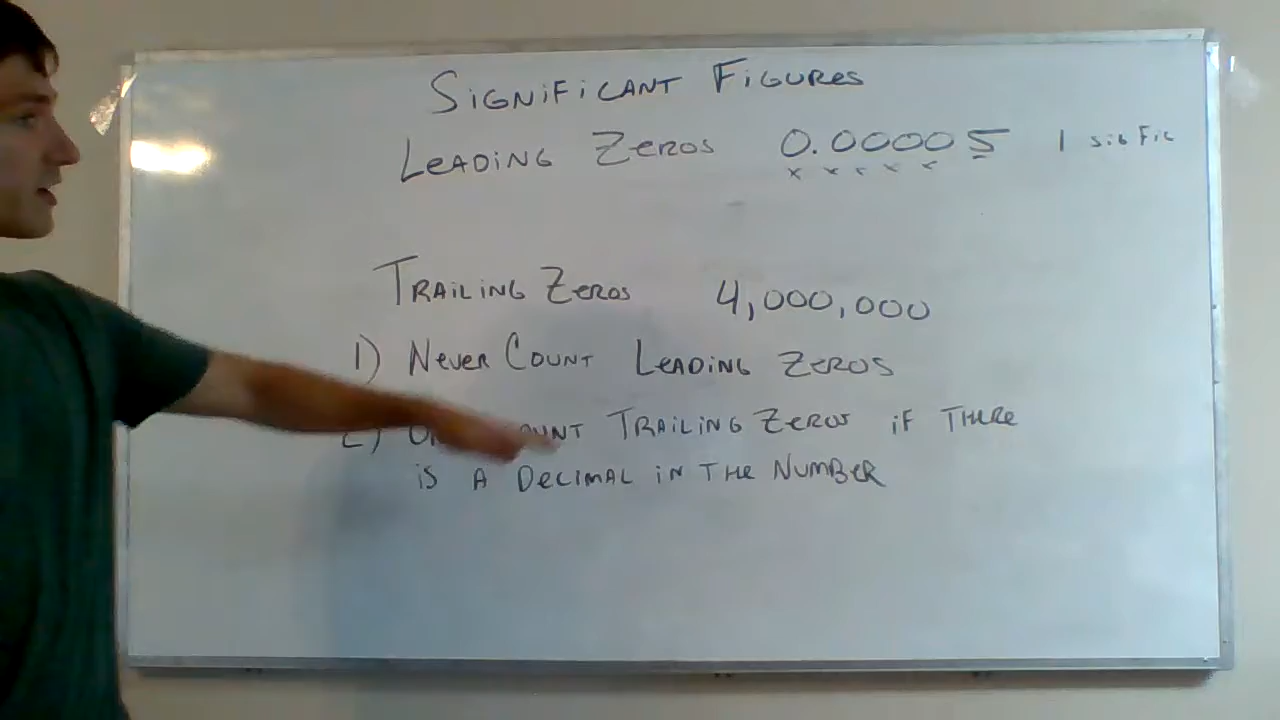 SIGNIFICANT FIGURES
LEADING ZEROS 0.00005 1 SIG FIG
x x x x x
TRAILING ZEROS 4,000,000
1) NEVER COUNT LEADING ZEROS
2) TRAILING ZEROS IF THERE
IS A DECIMAL IN THE NUMBER